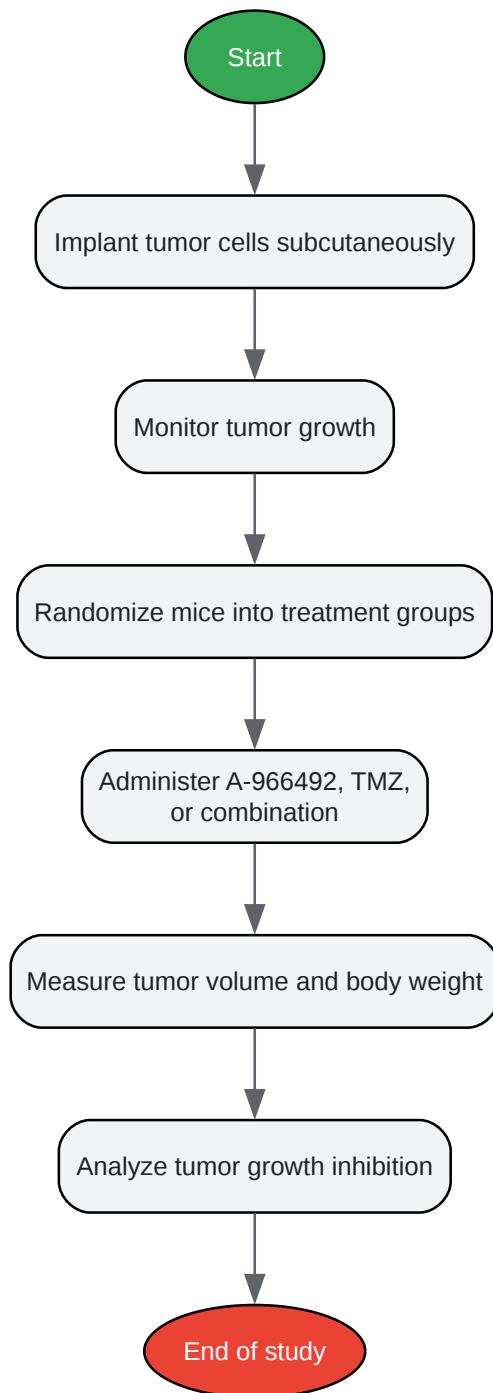 Start
Implant tumor cells subcutaneously
Monitor tumor growth
Randomize mice into treatment groups
Administer A-966492, TMZ,
or combination
Measure tumor volume and body weight
Analyze tumor growth inhibition
End of study